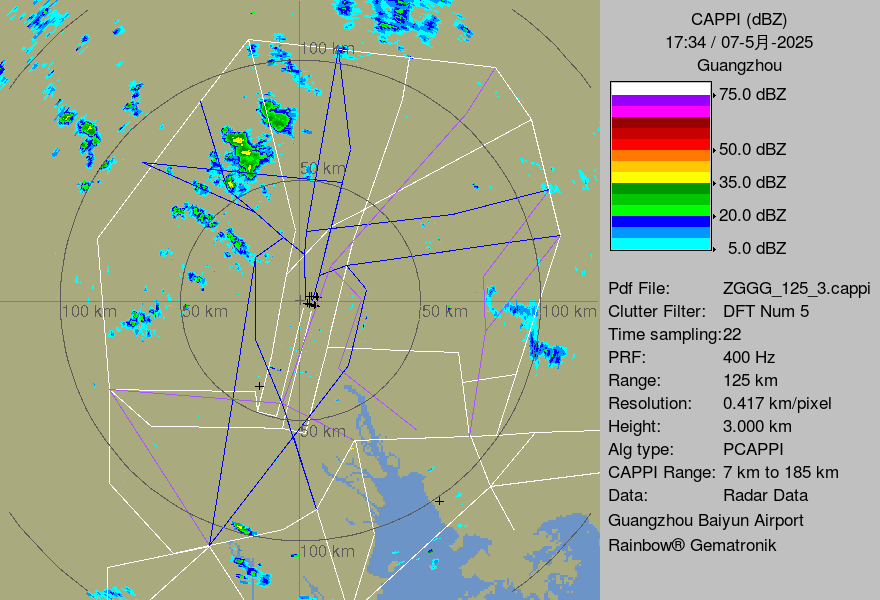 CAPPI (dBZ)
17:34 / 07-5月-2025
Guangzhou
75.0 dBZ
50.0 dBZ
35.0 dBZ
20.0 dBZ
5.0 dBZ
100 km
50 km
100 km
50 km
50 km
100 km
50 km
100 km
Pdf File: ZGGG_125_3.cappi
Clutter Filter: DFT Num 5
Time sampling:22
PRF: 400 Hz
Range: 125 km
Resolution: 0.417 km/pixel
Height: 3.000 km
Alg type: PCAPPI
CAPPI Range: 7 km to 185 km
Data: Radar Data
Guangzhou Baiyun Airport
Rainbow® Gematronik